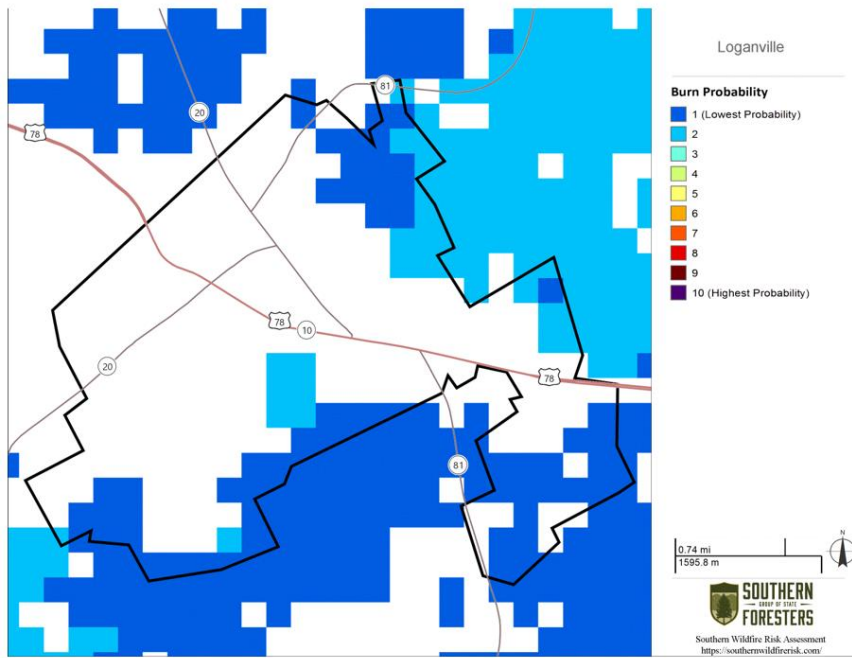 Loganville
Burn Probability
1 (Lowest Probability)
2
3
4
5
6
7
8
9
10 (Highest Probability)
81
20
78
78
10
20
78
81
0.74 mi
1595.8 m
N
SOUTHERN
GROUP OF STATE
FORESTERS
Southern Wildfire Risk Assessment
https://southernwildfirerisk.com/